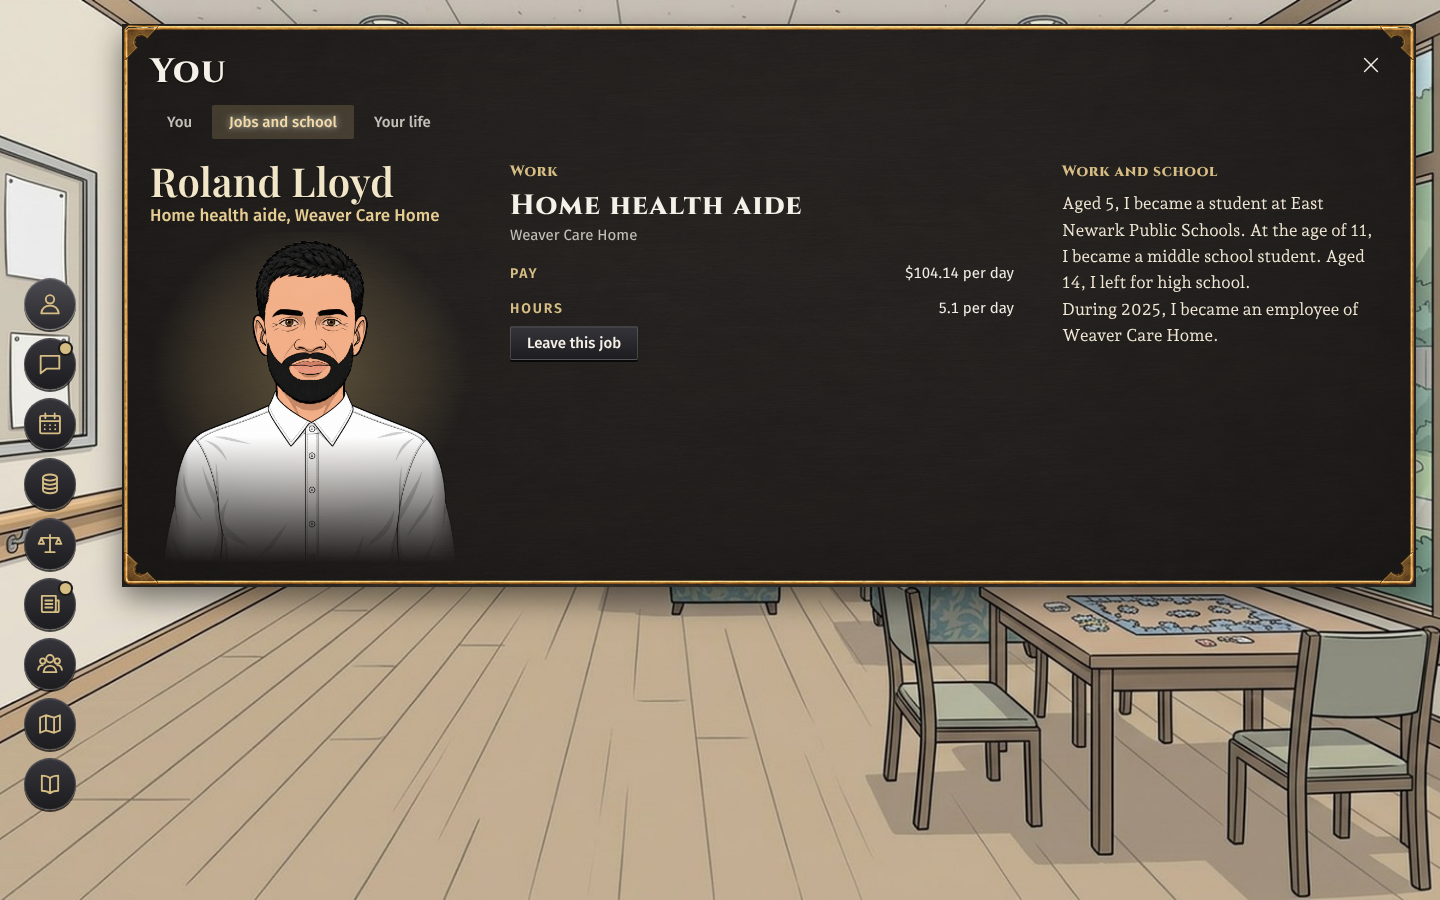 You
You
Jobs and school
Your life
Roland Lloyd
Home health aide, Weaver Care Home
Work
Home health aide
Weaver Care Home
PAY
$104.14 per day
HOURS
5.1 per day
Leave this job
Work and school
Aged 5, I became a student at East
Newark Public Schools. At the age of 11,
I became a middle school student. Aged
14, I left for high school.
During 2025, I became an employee of
Weaver Care Home.